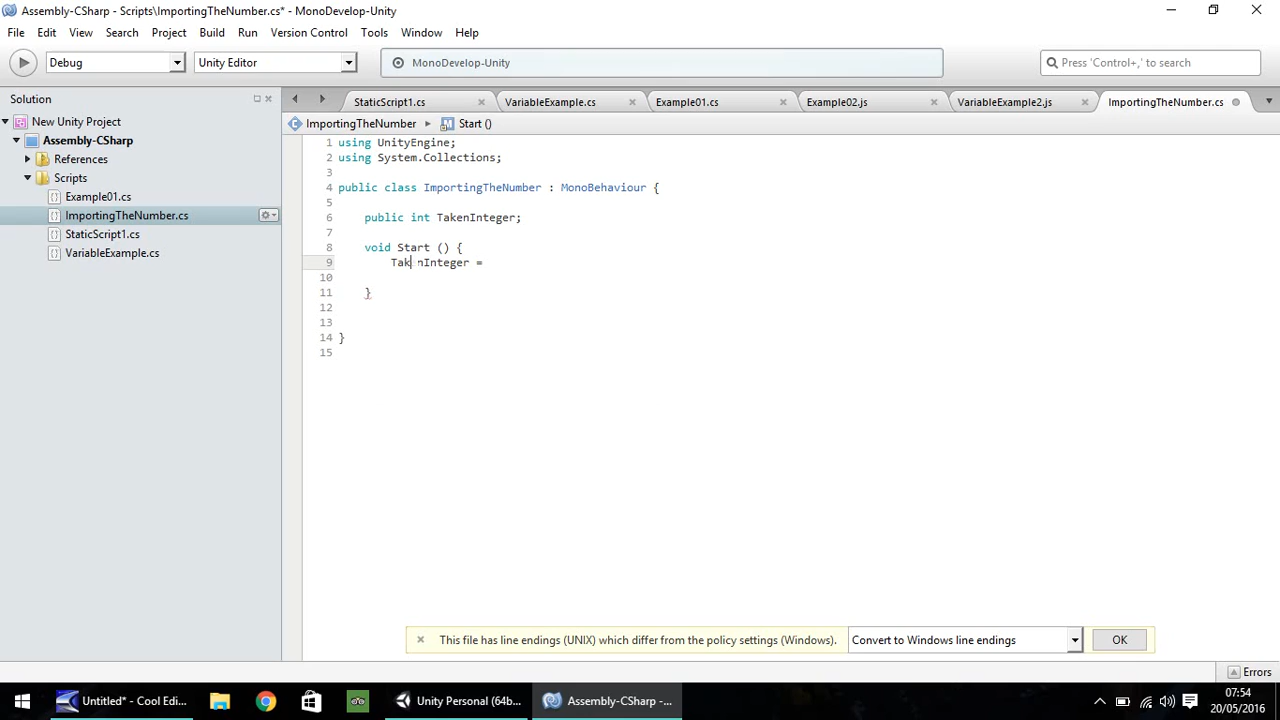 Assembly-CSharp - Scripts\ImportingTheNumber.cs* - MonoDevelop-Unity
File Edit View Search Project Build Run Version Control Tools Window Help
Debug Unity Editor MonoDevelop-Unity Press 'Control+,' to search
Solution StaticScript1.cs VariableExample.cs Example01.cs Example02.js VariableExample2.js ImportingTheNumber.cs
New Unity Project
Assembly-CSharp
References
Scripts
Example01.cs
ImportingTheNumber.cs
StaticScript1.cs
VariableExample.cs
ImportingTheNumber Start ()
1 using UnityEngine;
2 using System.Collections;
3
4 public class ImportingTheNumber : MonoBehaviour {
5
6 public int TakenInteger;
7
8 void Start () {
9 TakenInteger =
10
11 }
12
13
14 }
15
This file has line endings (UNIX) which differ from the policy settings (Windows). Convert to Windows line endings OK
Errors
Untitled* - Cool Edi... Unity Personal (64b... Assembly-CSharp -... 07:54
20/05/2016